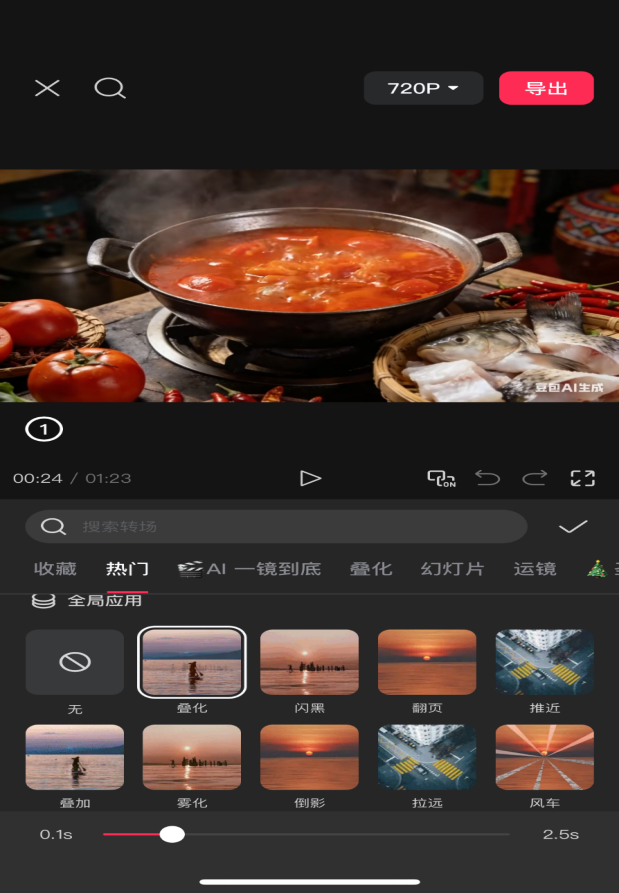 720P
导出
豆包AI生成
1
00:24 / 01:23
ON
搜索转场
收藏 热门 AI 一镜到底 叠化 幻灯片 运镜
全局应用
无 叠化 闪黑 翻页 推近
叠加 雾化 倒影 拉远 风车
0.1s 2.5s